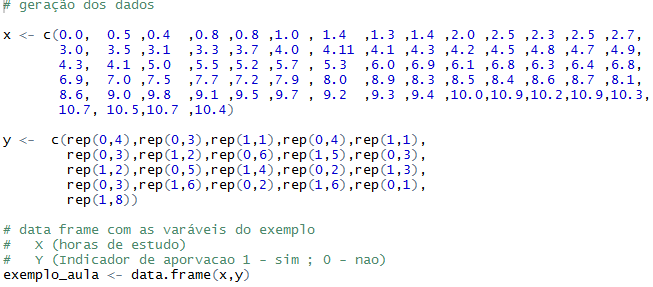 # geração dos dados
x <- c(0.0,  0.5 ,0.4  ,0.8 ,0.8 ,1.0 , 1.4  ,1.3 ,1.4 ,2.0 ,2.5 ,2.3 ,2.5 ,2.7,
3.0,  3.5 ,3.1  ,3.3 ,3.7 ,4.0 , 4.11 ,4.1 ,4.3 ,4.2 ,4.5 ,4.8 ,4.7 ,4.9,
4.3,  4.1 ,5.0  ,5.5 ,5.2 ,5.7 , 5.3  ,6.0 ,6.9 ,6.1 ,6.8 ,6.3 ,6.4 ,6.8,
6.9,  7.0 ,7.5  ,7.7 ,7.2 ,7.9 , 8.0  ,8.9 ,8.3 ,8.5 ,8.4 ,8.6 ,8.7 ,8.1,
8.6,  9.0 ,9.8  ,9.1 ,9.5 ,9.7 , 9.2  ,9.3 ,9.4 ,10.0,10.9,10.2,10.9,10.3,
10.7, 10.5,10.7 ,10.4)
y <-  c(rep(0,4),rep(0,3),rep(1,1),rep(0,4),rep(1,1),
rep(0,3),rep(1,2),rep(0,6),rep(1,5),rep(0,3),
rep(1,2),rep(0,5),rep(1,4),rep(0,2),rep(1,3),
rep(0,3),rep(1,6),rep(0,2),rep(1,6),rep(0,1),
rep(1,8))
# data frame com as varáveis do exemplo
#   X (horas de estudo)
#   Y (Indicador de aporvacao 1 - sim ; 0 - nao)
exemplo_aula <- data.frame(x,y)